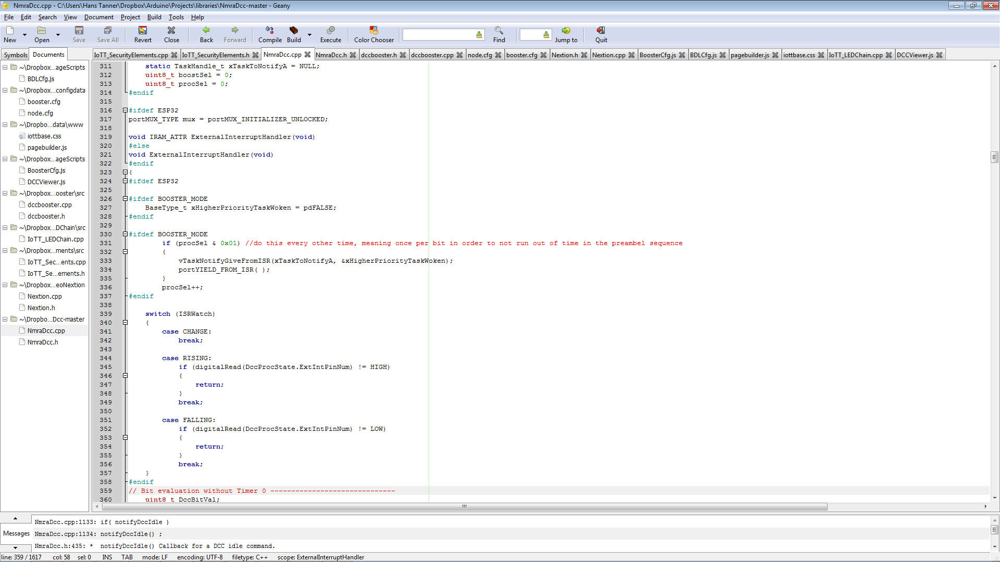 NmraDcc.cpp - C:\Users\Hans Tanner\Dropbox\Arduino\Projects\libraries\NmraDcc-master - Geany
File Edit Search View Document Project Build Tools Help
New Open Save Save All Revert Close Back Forward Compile Build Execute Color Chooser Find Jump to Quit
Symbols Documents
IoTT_SecurityElements.cpp IoTT_SecurityElements.h NmraDcc.cpp NmraDcc.h dccbooster.h dccbooster.cpp node.cfg booster.cfg Nextion.h Nextion.cpp BoosterCfg.js BDLCfg.js pagebuilder.js iottbase.css IoTT_LEDChain.cpp DCCViewer.js
~\Dropbox...ageScripts
BDLCfg.js
~\Dropbox...configdata
booster.cfg
node.cfg
~\Dropbo...data\www
iottbase.css
pagebuilder.js
~\Dropbox...ageScripts
BoosterCfg.js
DCCViewer.js
~\Dropbox...ooster\src
dccbooster.cpp
dccbooster.h
~\Dropbox...DChain\src
IoTT_LEDChain.cpp
~\Dropbox...ments\src
IoTT_Sec...ents.cpp
IoTT_Se...ements.h
~\Dropbox...eoNextion
Nextion.cpp
Nextion.h
~\Dropbo...Dcc-master
NmraDcc.cpp
NmraDcc.h
311 static TaskHandle_t xTaskToNotifyA = NULL;
312 uint8_t boostSel = 0;
313 uint8_t procSel = 0;
314 #endif
315
316 #ifdef ESP32
317 portMUX_TYPE mux = portMUX_INITIALIZER_UNLOCKED;
318
319 void IRAM_ATTR ExternalInterruptHandler(void)
320 #else
321 void ExternalInterruptHandler(void)
322 #endif
323 {
324 #ifdef ESP32
325
326 #ifdef BOOSTER_MODE
327 BaseType_t xHigherPriorityTaskWoken = pdFALSE;
328 #endif
329
330 #ifdef BOOSTER_MODE
331 if (procSel & 0x01) //do this every other time, meaning once per bit in order to not run out of time in the preambel sequence
332 {
333 vTaskNotifyGiveFromISR(xTaskToNotifyA, &xHigherPriorityTaskWoken);
334 portYIELD_FROM_ISR( );
335 }
336 procSel++;
337 #endif
338
339 switch (ISRWatch)
340 {
341 case CHANGE:
342 break;
343
344 case RISING:
345 if (digitalRead(DccProcState.ExtIntPinNum) != HIGH)
346 {
347 return;
348 }
349 break;
350
351 case FALLING:
352 if (digitalRead(DccProcState.ExtIntPinNum) != LOW)
353 {
354 return;
355 }
356 break;
357 }
358 #endif
359 // Bit evaluation without Timer 0 ------------------------------
360 uint8_t DccBitVal;
Messages
NmraDcc.cpp:1133: if( notifyDccIdle )
NmraDcc.cpp:1134: notifyDccIdle() ;
NmraDcc.h:435: * notifyDccIdle() Callback for a DCC idle command.
line: 359 / 1617 col: 58 sel: 0 INS TAB mode: LF encoding: UTF-8 filetype: C++ scope: ExternalInterruptHandler